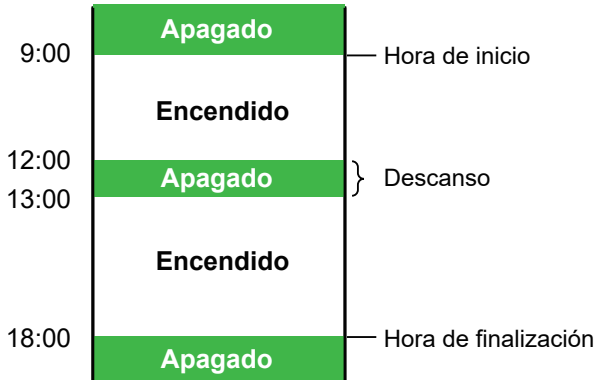 Apagado
9:00
Hora de inicio
Encendido
12:00
Apagado
Descanso
13:00
Encendido
18:00
Hora de finalización
Apagado